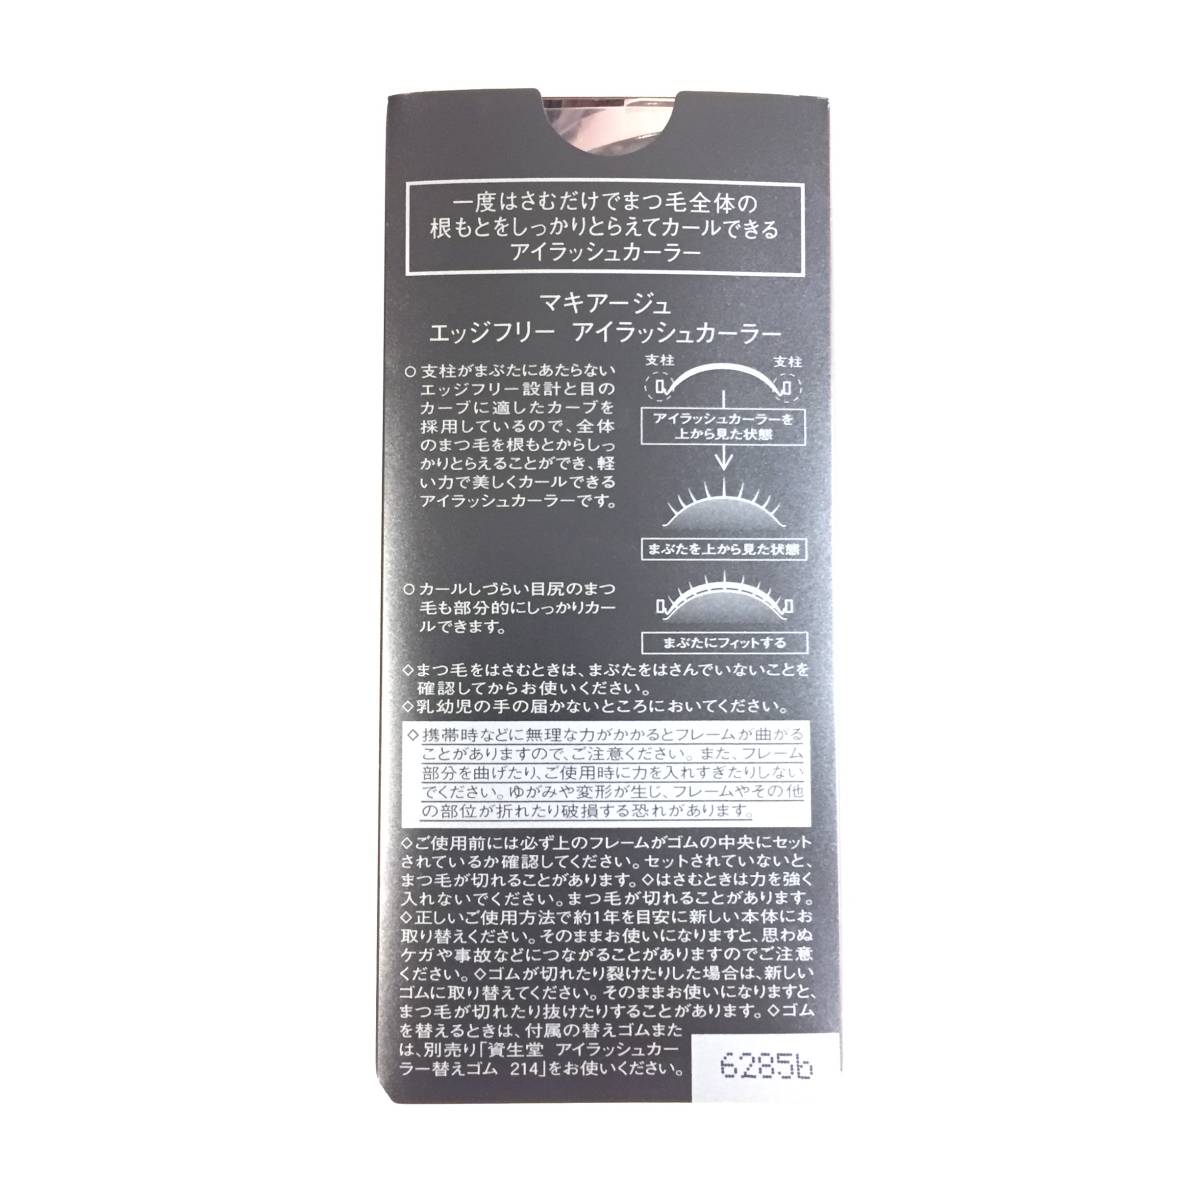 一度はさむだけでまつ毛全体の
根もとをしっかりとらえてカールできる
アイラッシュカーラー
マキアージュ
エッジフリー アイラッシュカーラー
○支柱がまぶたにあたらない
エッジフリー設計と目の
カーブに適したカーブを
採用しているので、全体
のまつ毛を根もとからしっ
かりとらえることができ、軽
い力で美しくカールできる
アイラッシュカーラーです。
支柱 支柱
アイラッシュカーラーを
上から見た状態
まぶたを上から見た状態
○カールしづらい目尻のまつ
毛も部分的にしっかりカー
ルできます。
まぶたにフィットする
◇まつ毛をはさむときは、まぶたをはさんでいないことを
確認してからお使いください。
◇乳幼児の手の届かないところにおいてください。
◇携帯時などに無理な力がかかるとフレームが曲がる
ことがありますので、ご注意ください。また、フレーム
部分を曲げたり、ご使用時に力を入れすぎたりしない
でください。ゆがみや変形が生じ、フレームやその他
の部位が折れたり破損する恐れがあります。
◇ご使用前には必ず上のフレームがゴムの中央にセット
されているか確認してください。セットされていないと、
まつ毛が切れることがあります。◇はさむときは力を強く
入れないでください。まつ毛が切れることがあります。
◇正しいご使用方法で約1年を目安に新しい本体にお
取り替えください。そのままお使いになりますと、思わぬ
ケガや事故などにつながることがありますのでご注意
ください。◇ゴムが切れたり裂けたりした場合は、新しい
ゴムに取り替えてください。そのままお使いになりますと、
まつ毛が切れたり抜けたりすることがあります。◇ゴム
を替えるときは、付属の替えゴムまた
は、別売り「資生堂 アイラッシュカー
ラー替えゴム 214」をお使いください。
6285b